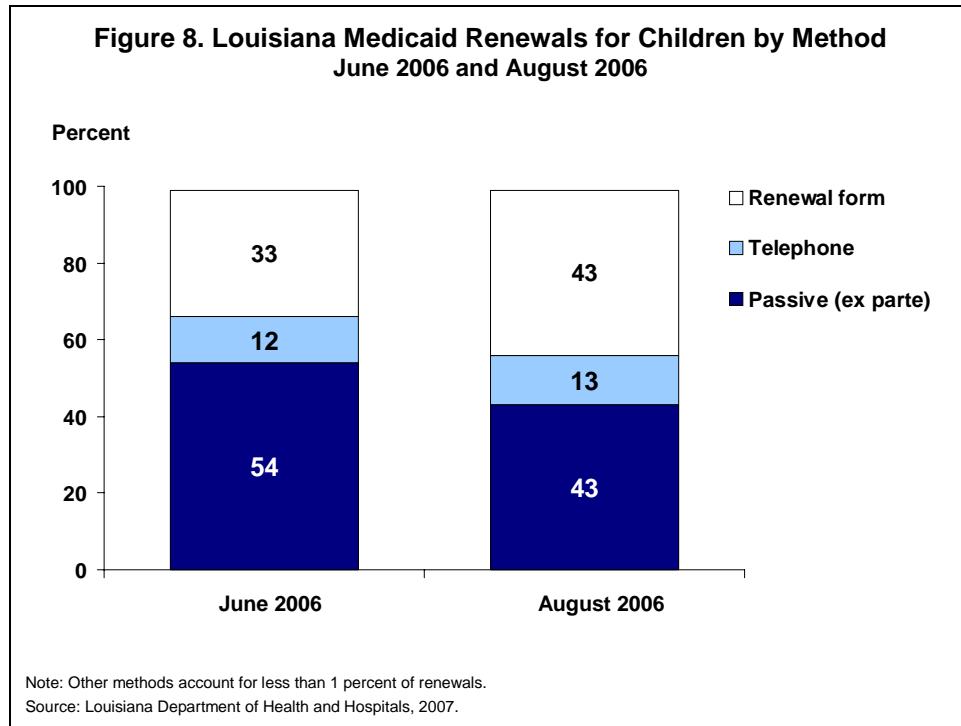 Figure 8. Louisiana Medicaid Renewals for Children by Method
June 2006 and August 2006
Percent
100
80
60
40
20
0
33
12
54
43
13
43
Renewal form
Telephone
Passive (ex parte)
June 2006
August 2006
Note: Other methods account for less than 1 percent of renewals.
Source: Louisiana Department of Health and Hospitals, 2007.